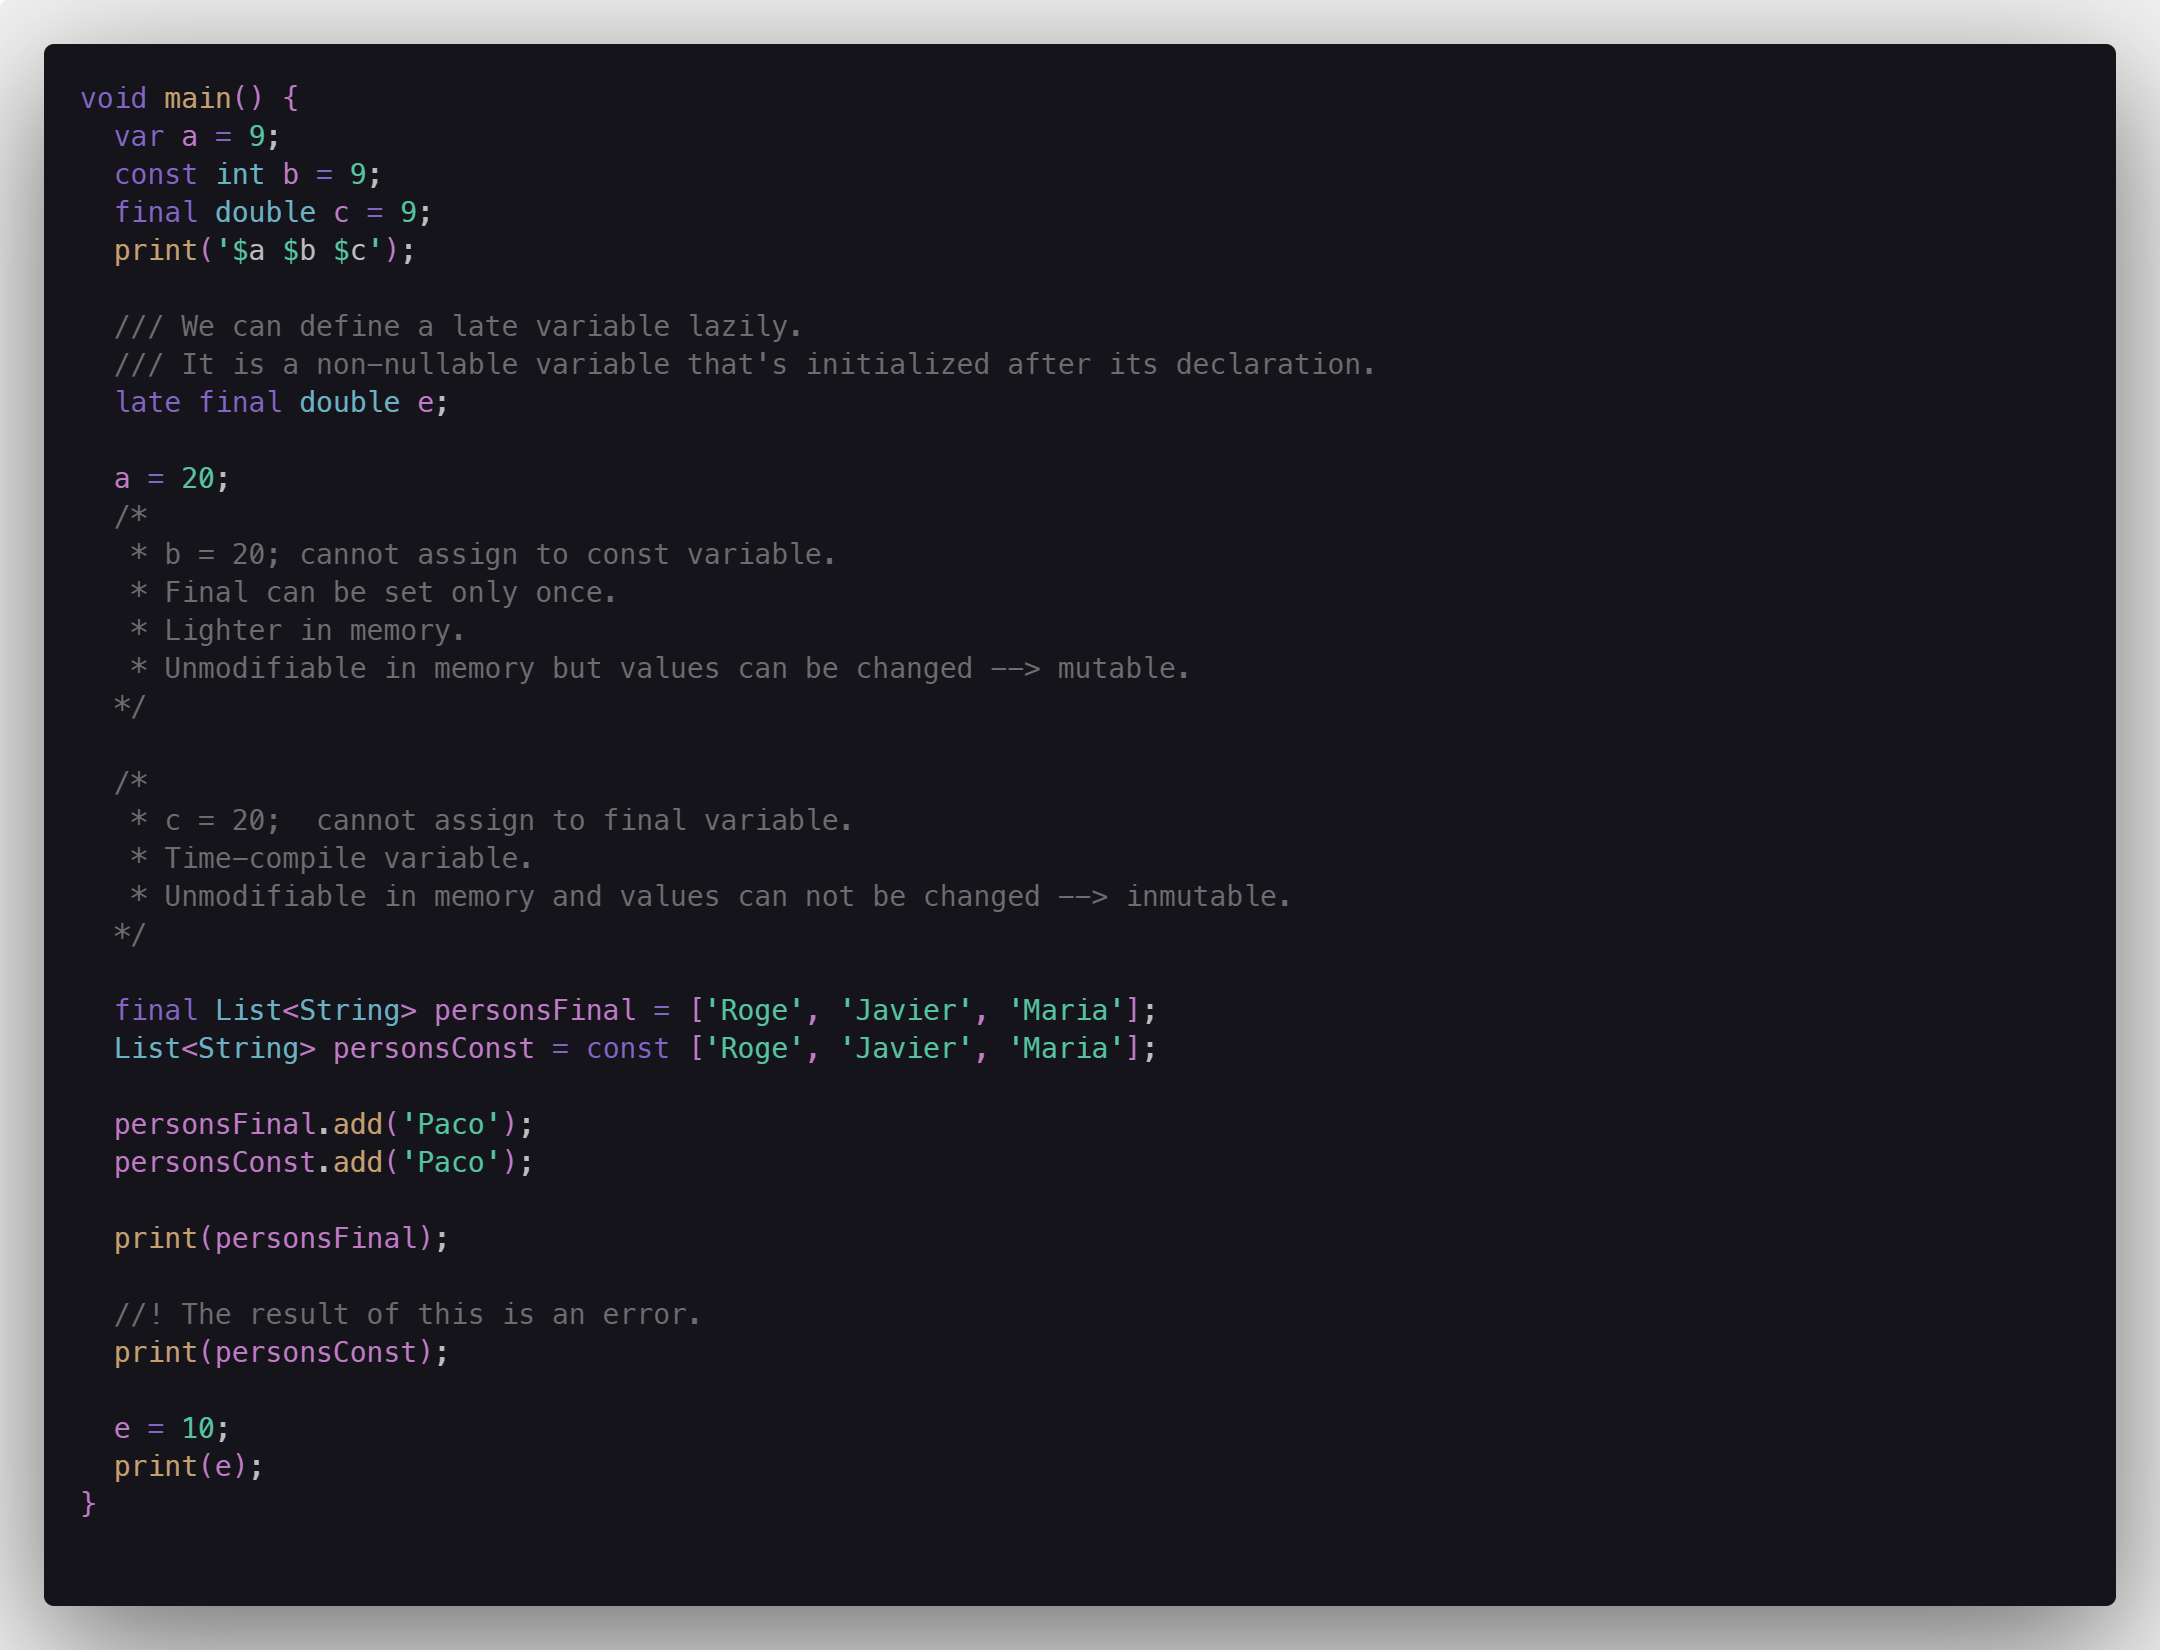 void main() {
  var a = 9;
  const int b = 9;
  final double c = 9;
  print('$a $b $c');

  /// We can define a late variable lazily.
  /// It is a non-nullable variable that's initialized after its declaration.
  late final double e;

  a = 20;
  /*
   * b = 20; cannot assign to const variable.
   * Final can be set only once.
   * Lighter in memory.
   * Unmodifiable in memory but values can be changed --> mutable.
  */

  /*
   * c = 20;  cannot assign to final variable.
   * Time-compile variable.
   * Unmodifiable in memory and values can not be changed --> inmutable.
  */

  final List<String> personsFinal = ['Roge', 'Javier', 'Maria'];
  List<String> personsConst = const ['Roge', 'Javier', 'Maria'];

  personsFinal.add('Paco');
  personsConst.add('Paco');

  print(personsFinal);

  //! The result of this is an error.
  print(personsConst);

  e = 10;
  print(e);
}